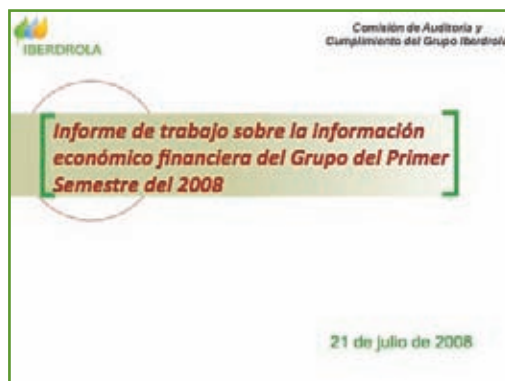 IBERDROLA
Comisión de Auditoría y
Cumplimiento del Grupo Iberdrola
Informe de trabajo sobre la información
económico financiera del Grupo del Primer
Semestre del 2008
21 de julio de 2008